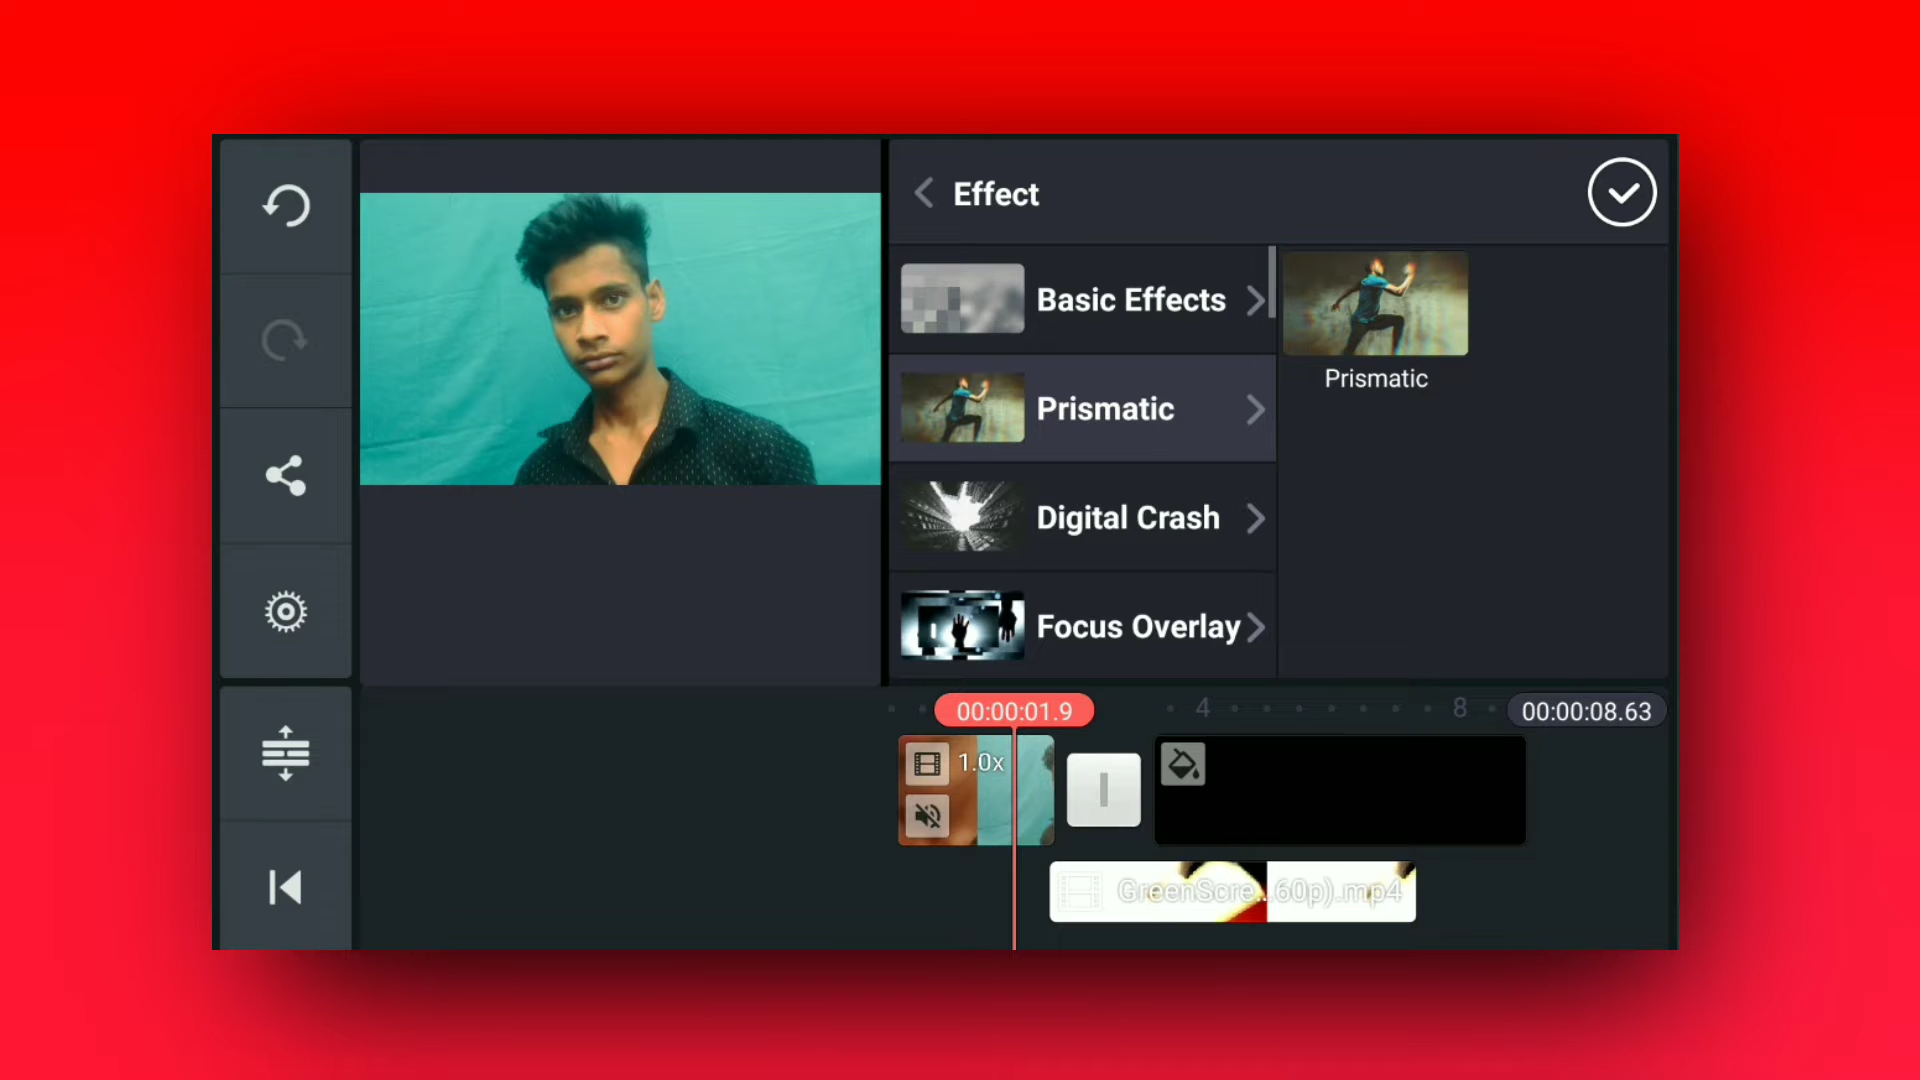 Effect
Basic Effects
Prismatic
Prismatic
Digital Crash
Focus Overlay
00:00:01.9
4
8
00:00:08.63
1.0x
GreenScre..60p).mp4